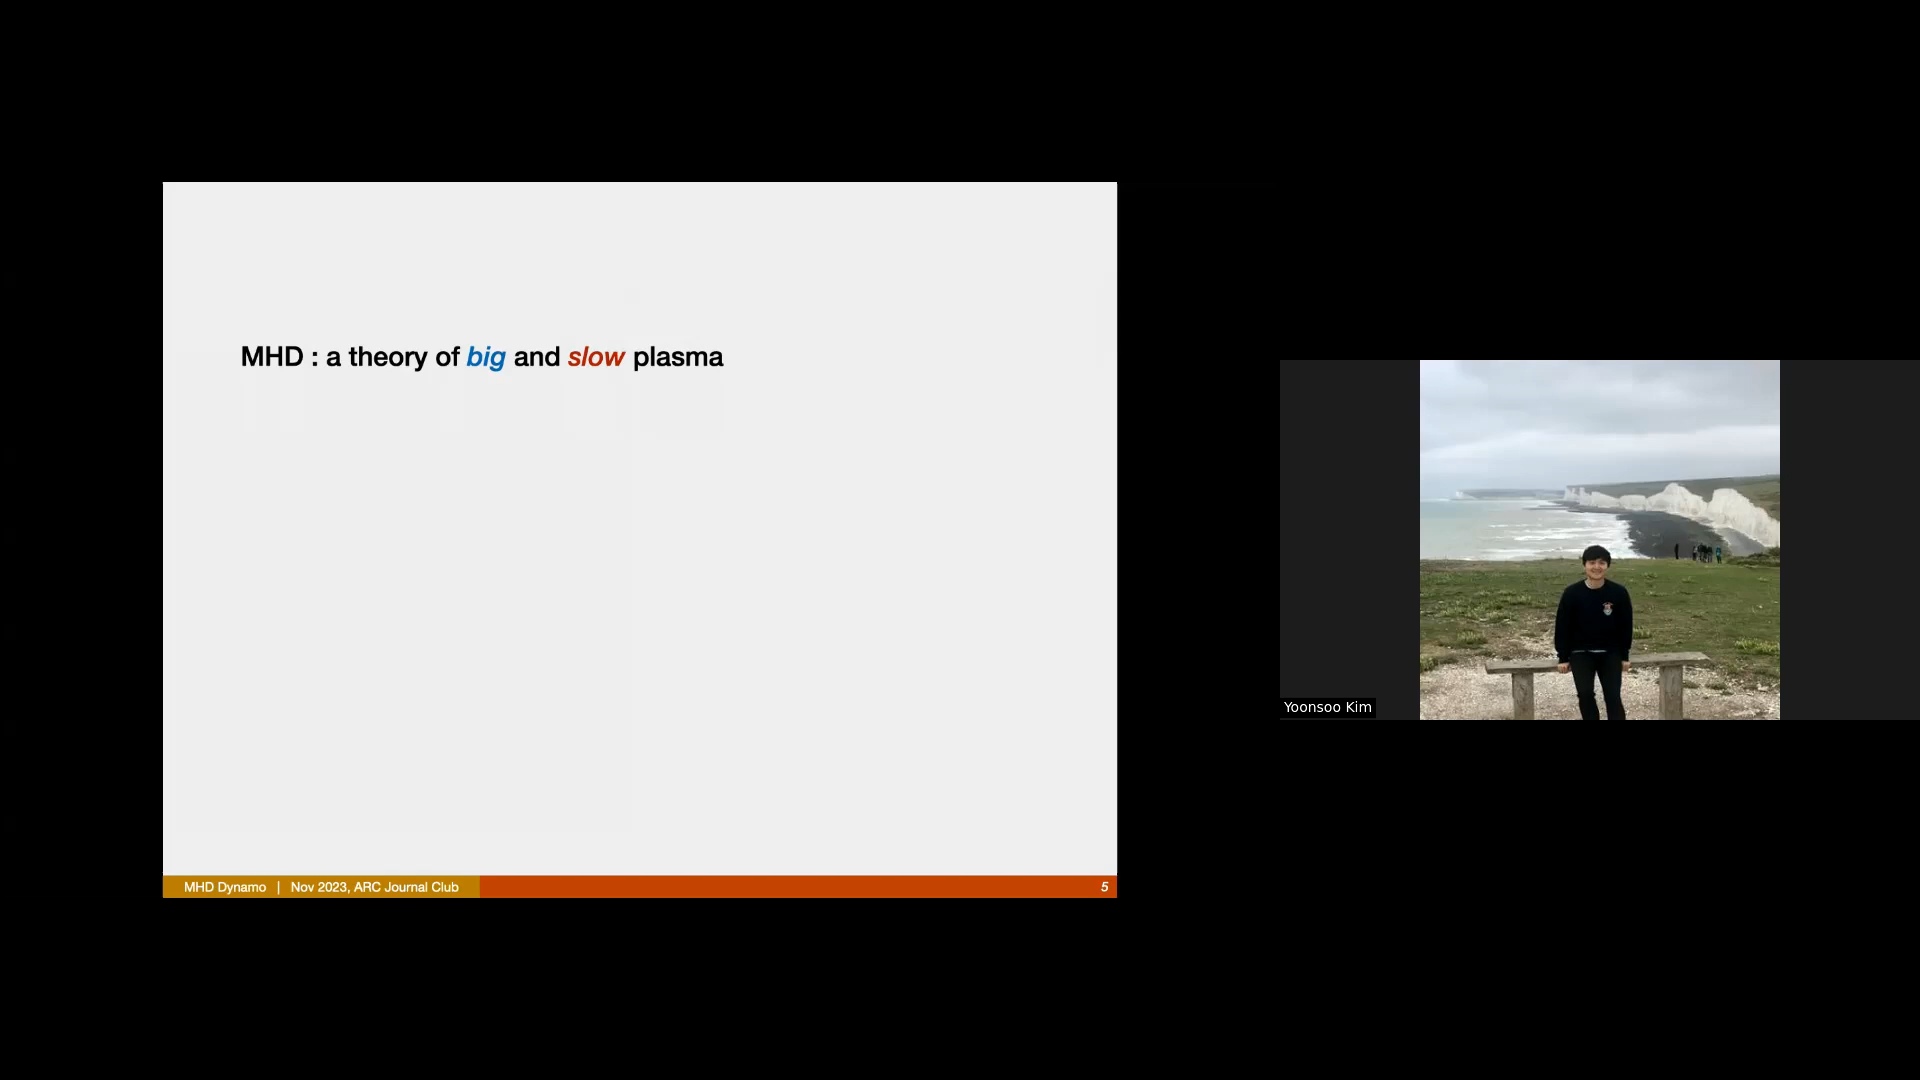 MHD : a theory of big and slow plasma
MHD Dynamo | Nov 2023, ARC Journal Club
5
Yoonsoo Kim